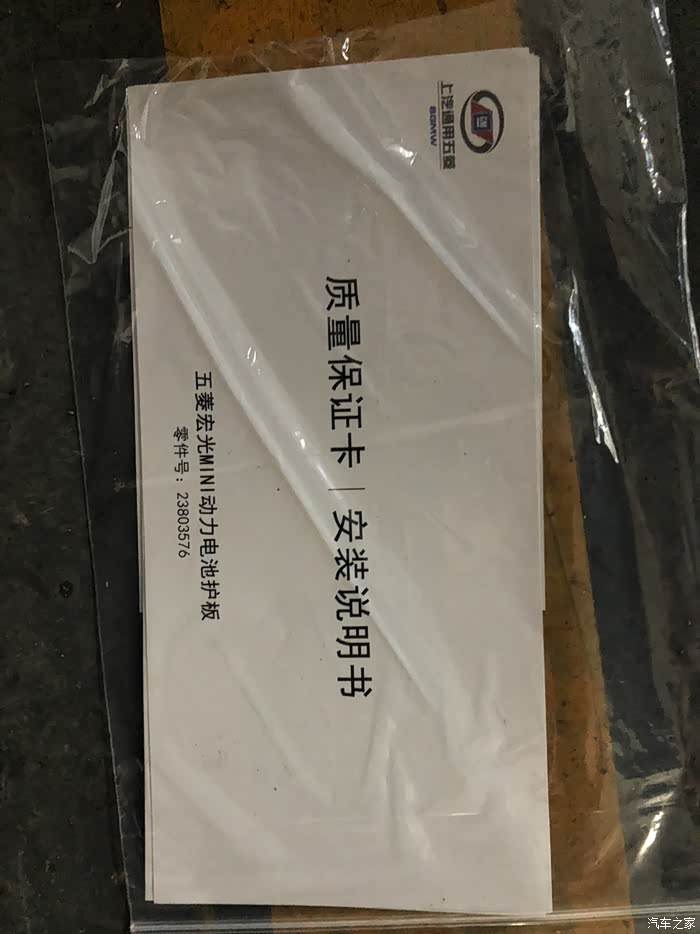 上汽通用五菱
SGMW
GM
质量保证卡｜安装说明书
五菱宏光MINI动力电池护板
零件号：23803576
汽车之家